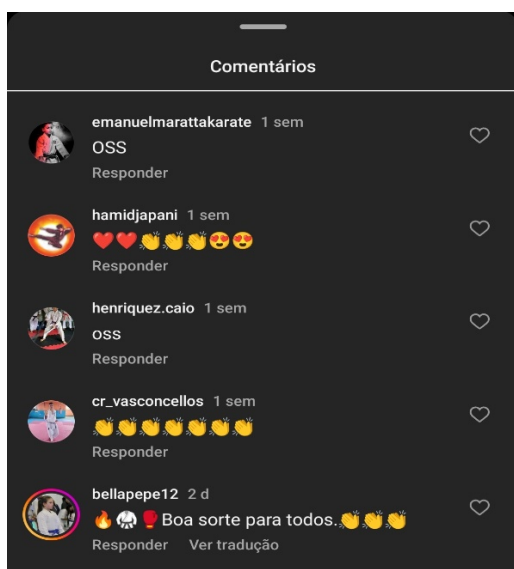 Comentários
emanuelmarattakarate 1 sem
OSS
Responder
hamidjapani 1 sem
❤️❤️👏👏👏😍😍
Responder
henriquez.caio 1 sem
oss
Responder
cr_vasconcellos 1 sem
👏👏👏👏👏👏👏
Responder
bellapepe12 2 d
🔥🥋🥊Boa sorte para todos.👏👏👏
Responder Ver tradução